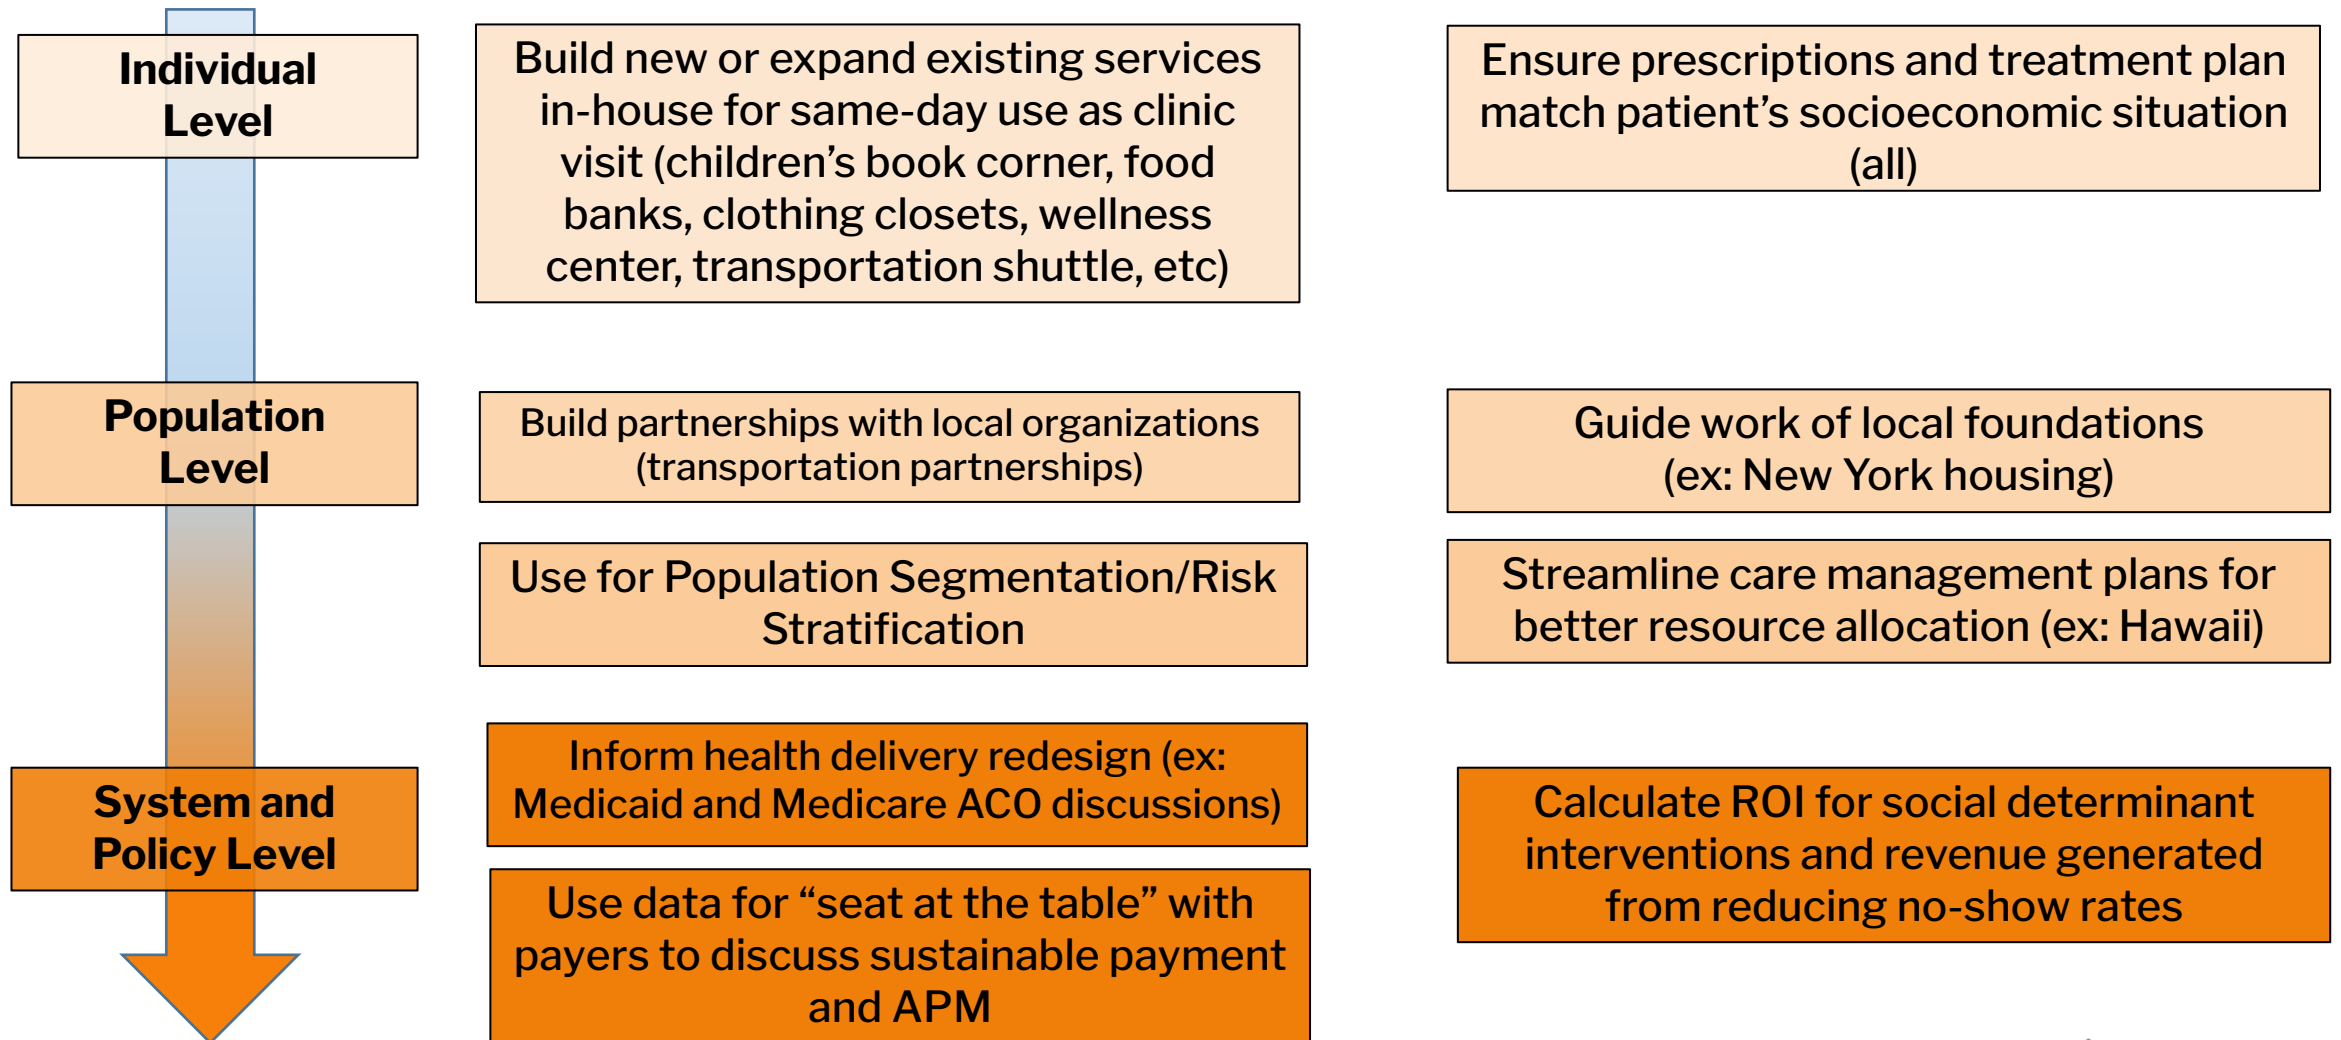 Individual
Level
Build new or expand existing services
in-house for same-day use as clinic
visit (children’s book corner, food
banks, clothing closets, wellness
center, transportation shuttle, etc)
Ensure prescriptions and treatment plan
match patient’s socioeconomic situation
(all)
Population
Level
Build partnerships with local organizations
(transportation partnerships)
Guide work of local foundations
(ex: New York housing)
Use for Population Segmentation/Risk
Stratification
Streamline care management plans for
better resource allocation (ex: Hawaii)
System and
Policy Level
Inform health delivery redesign (ex:
Medicaid and Medicare ACO discussions)
Use data for “seat at the table” with
payers to discuss sustainable payment
and APM
Calculate ROI for social determinant
interventions and revenue generated
from reducing no-show rates